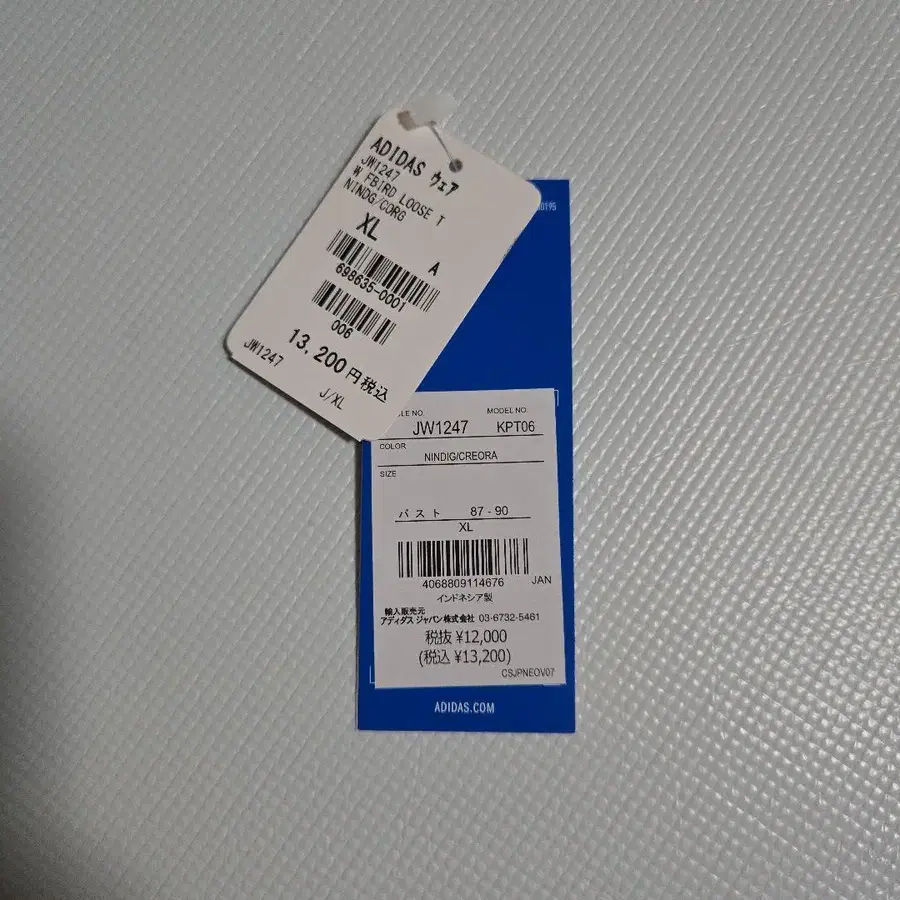 ADIDAS ウェア
JW1247
W FBIRD LOOSE T
NINDG/CORG
XL
A
698635-0001
006
13,200円税込
JW1247
J/XL
0195
LE NO.
MODEL NO.
JW1247
KPT06
COLOR
NINDIG/CREORA
SIZE
バスト 87 - 90
XL
4068809114676
JAN
インドネシア製
輸入販売元
アディダス ジャパン株式会社 03-6732-5461
税抜 ¥12,000
(税込 ¥13,200)
CSJPNEOV07
ADIDAS.COM